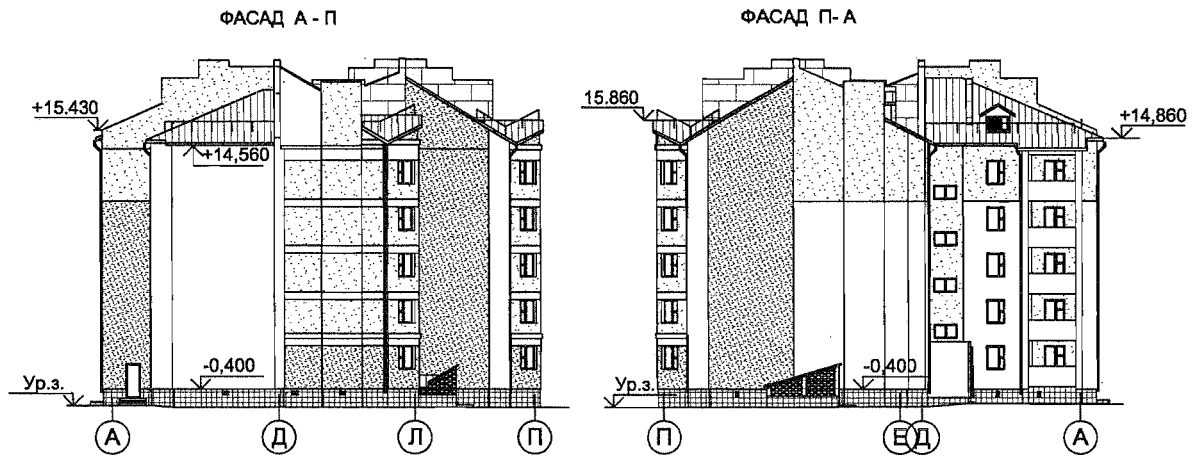 ФАСАД А - П
ФАСАД П- А
+15.430
+14,560
-0,400
Ур.з.
А
Д
Л
П
15.860
+14,860
-0,400
Ур.з.
П
Е
Д
А